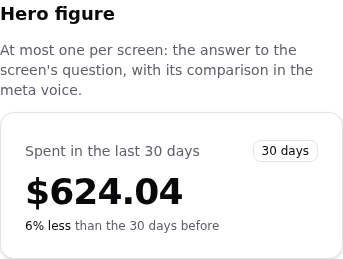 Hero figure
At most one per screen: the answer to the
screen's question, with its comparison in the
meta voice.
Spent in the last 30 days
30 days
$624.04
6% less than the 30 days before